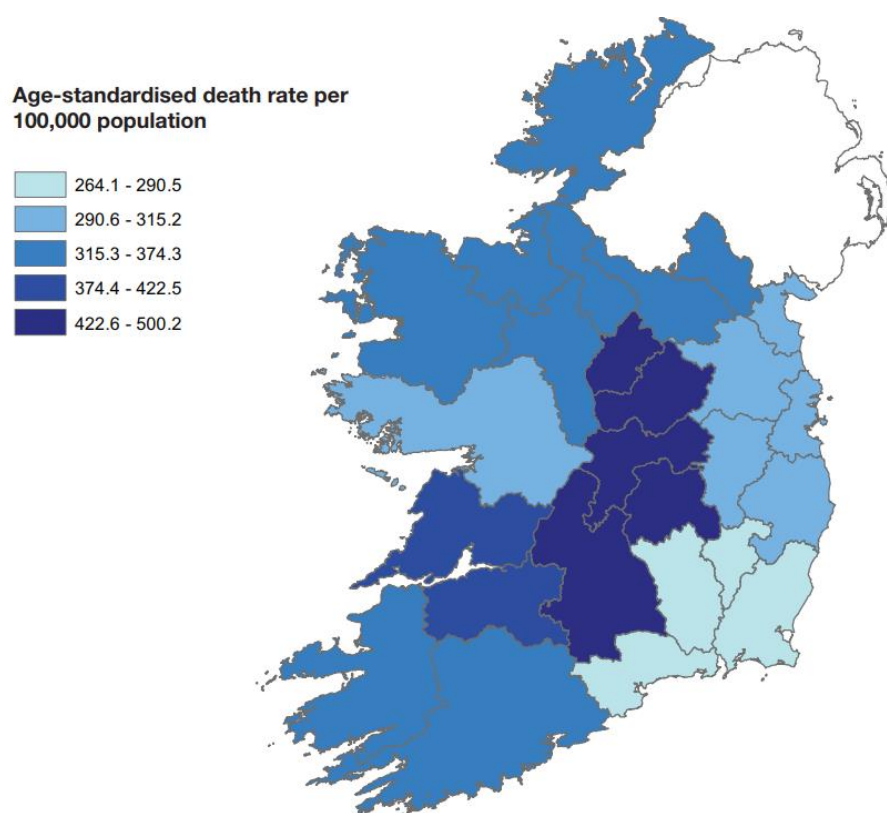 Age-standardised death rate per
100,000 population
264.1 - 290.5
290.6 - 315.2
315.3 - 374.3
374.4 - 422.5
422.6 - 500.2